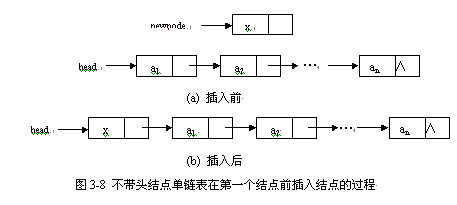 newnode
x
head a1 a2 … an ∧
(a) 插入前
head x a1 a2 … an ∧
(b) 插入后
图 3-8 不带头结点单链表在第一个结点前插入结点的过程